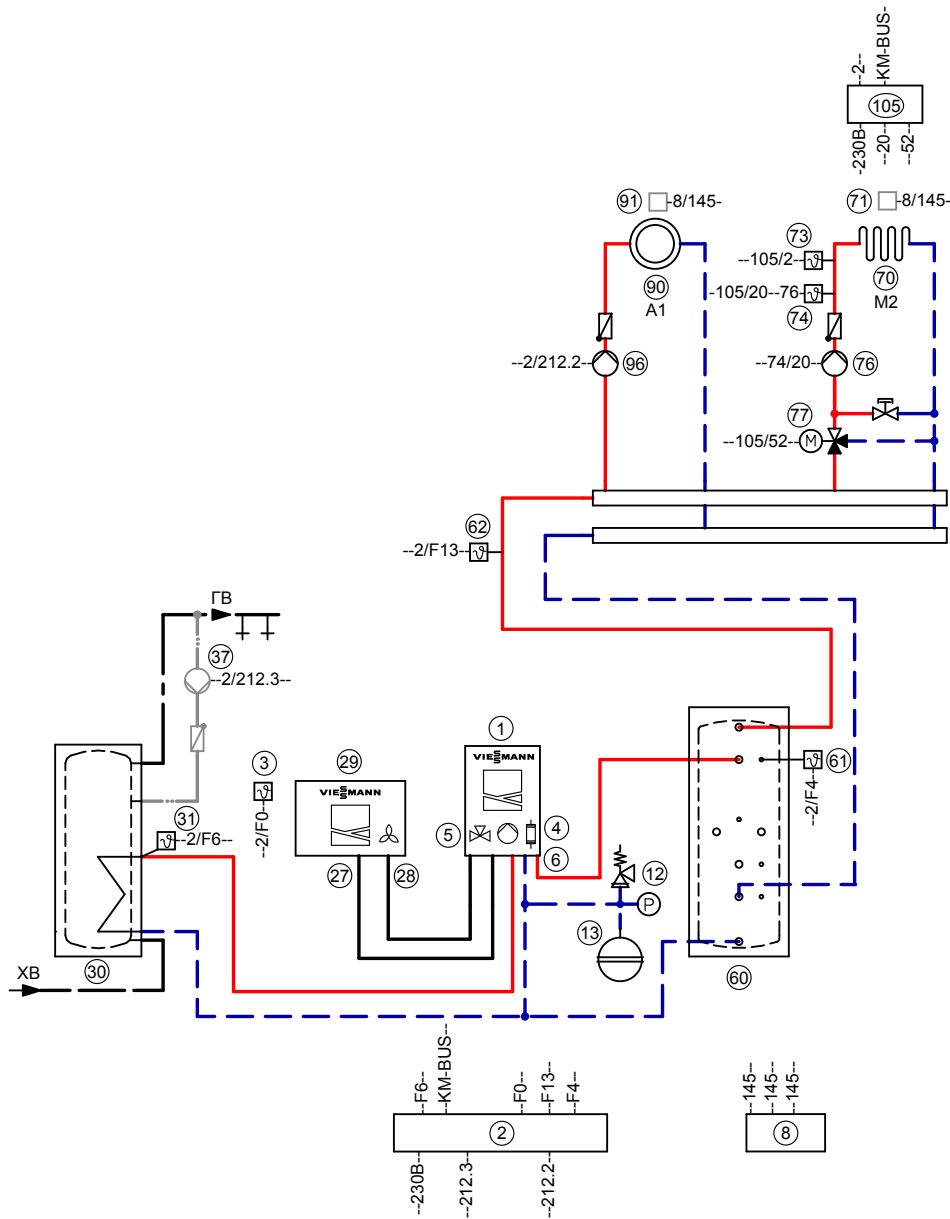 --2--
KM-BUS-
105
-230В-
--20---
--52---
91
-8/145-
71
-8/145-
73
--105/2--
90
A1
70
M2
-105/20--76-
74
--2/212.2--
96
--74/20--
76
77
--105/52--
M
62
--2/F13--
ГВ
37
--2/212.3--
1
VIESMANN
29
3
VIESMANN
61
--2/F4--
31
--2/F6--
--2/F0--
5
4
27
28
6
12
P
13
30
60
ХВ
--F6--
--KM-BUS--
--F0--
--F13--
--F4--
2
--230В-
--212.3--
--212.2--
--145--
--145--
--145--
8